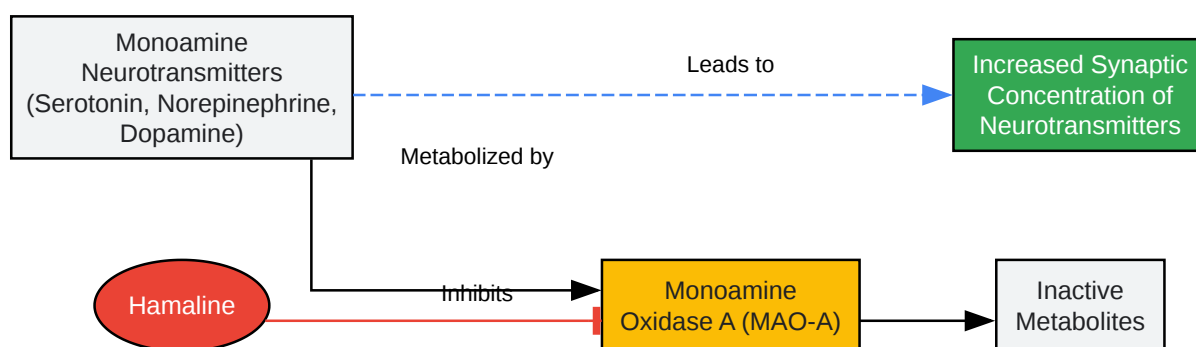 Monoamine
Neurotransmitters
(Serotonin, Norepinephrine,
Dopamine)
Leads to
Increased Synaptic
Concentration of
Neurotransmitters
Metabolized by
Hamaline
Inhibits
Monoamine
Oxidase A (MAO-A)
Inactive
Metabolites